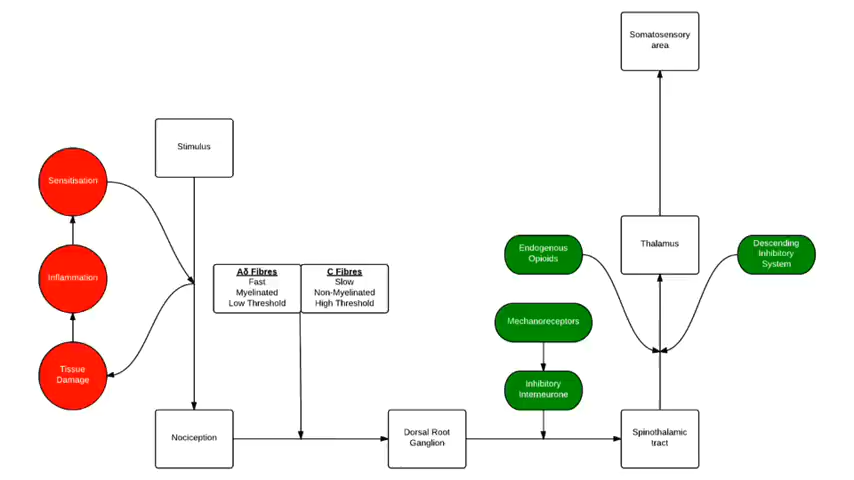 Somatosensory
area
Stimulus
Sensitisation
Inflammation
Tissue
Damage
Aδ Fibres
Fast
Myelinated
Low Threshold
C Fibres
Slow
Non-Myelinated
High Threshold
Endogenous
Opioids
Thalamus
Descending
Inhibitory
System
Mechanoreceptors
Inhibitory
Interneurone
Nociception
Dorsal Root
Ganglion
Spinothalamic
tract